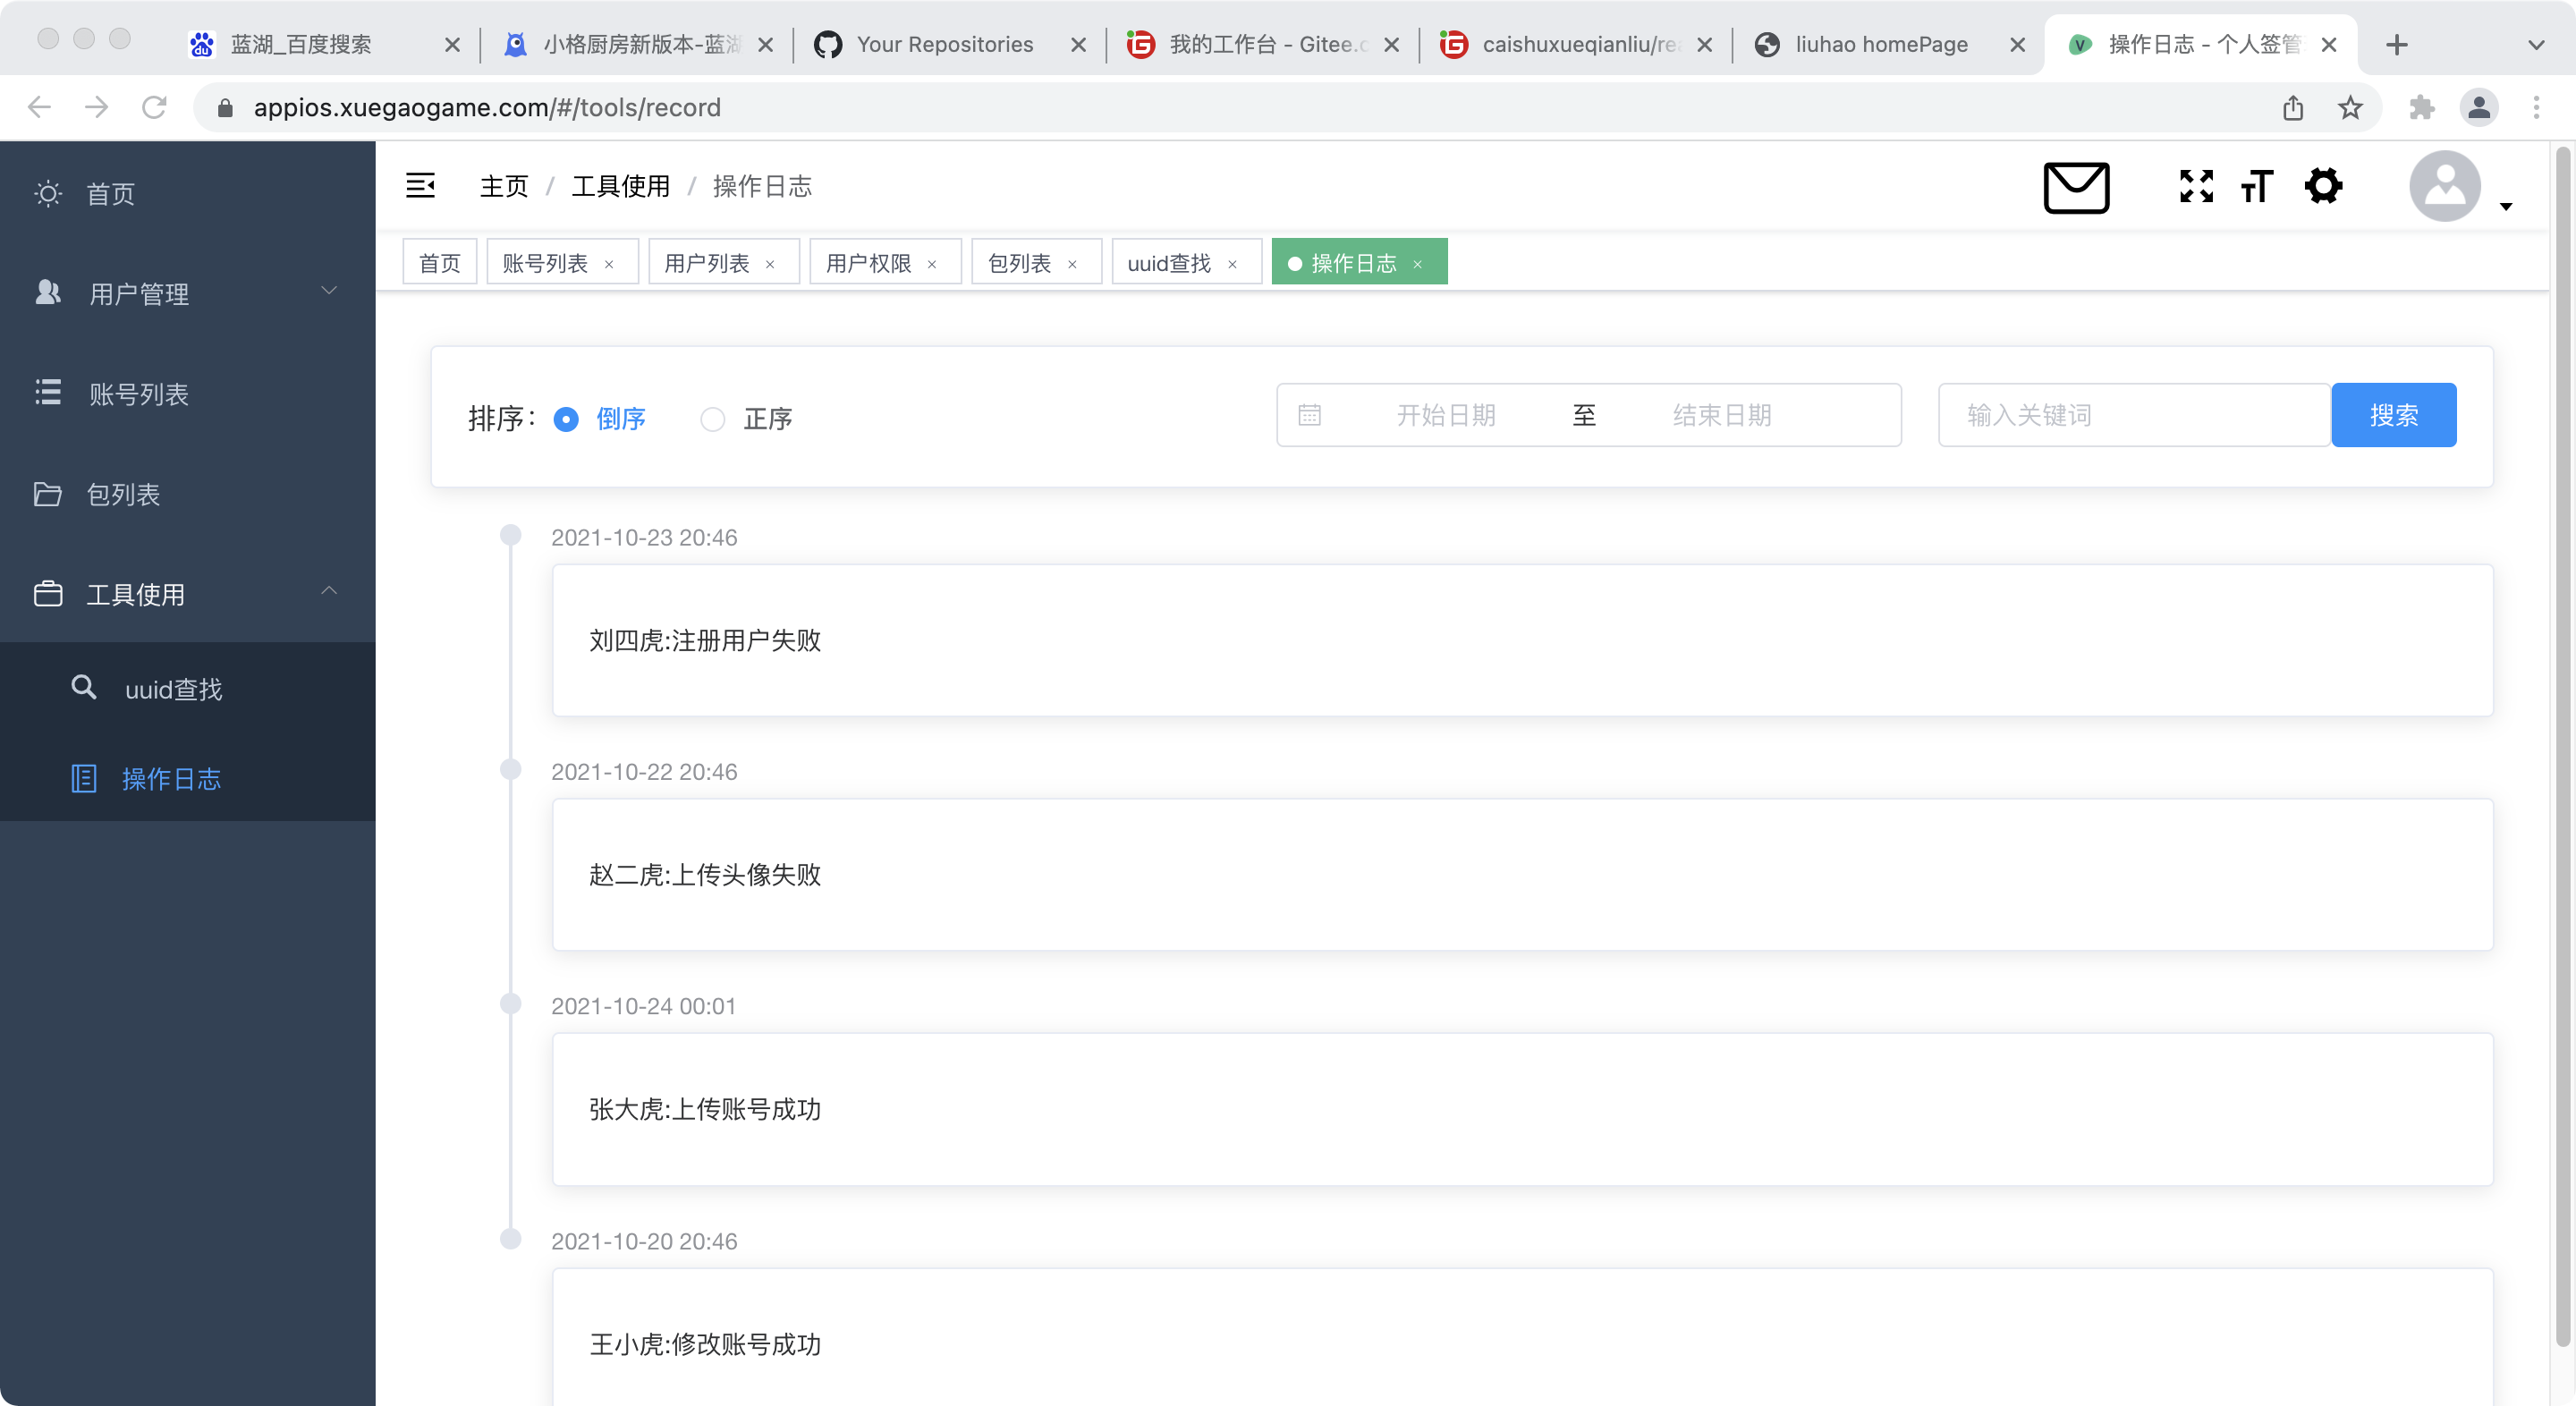 蓝湖_百度搜索
小格厨房新版本-蓝湖
Your Repositories
我的工作台 - Gitee.c
caishuxueqianliu/rea
liuhao homePage
操作日志 - 个人签管
appios.xuegaogame.com/#/tools/record
首页
用户管理
账号列表
包列表
工具使用
uuid查找
操作日志
主页 / 工具使用 / 操作日志
首页
账号列表 ×
用户列表 ×
用户权限 ×
包列表 ×
uuid查找 ×
操作日志 ×
排序: 倒序 正序
开始日期 至 结束日期
输入关键词
搜索
2021-10-23 20:46
刘四虎:注册用户失败
2021-10-22 20:46
赵二虎:上传头像失败
2021-10-24 00:01
张大虎:上传账号成功
2021-10-20 20:46
王小虎:修改账号成功